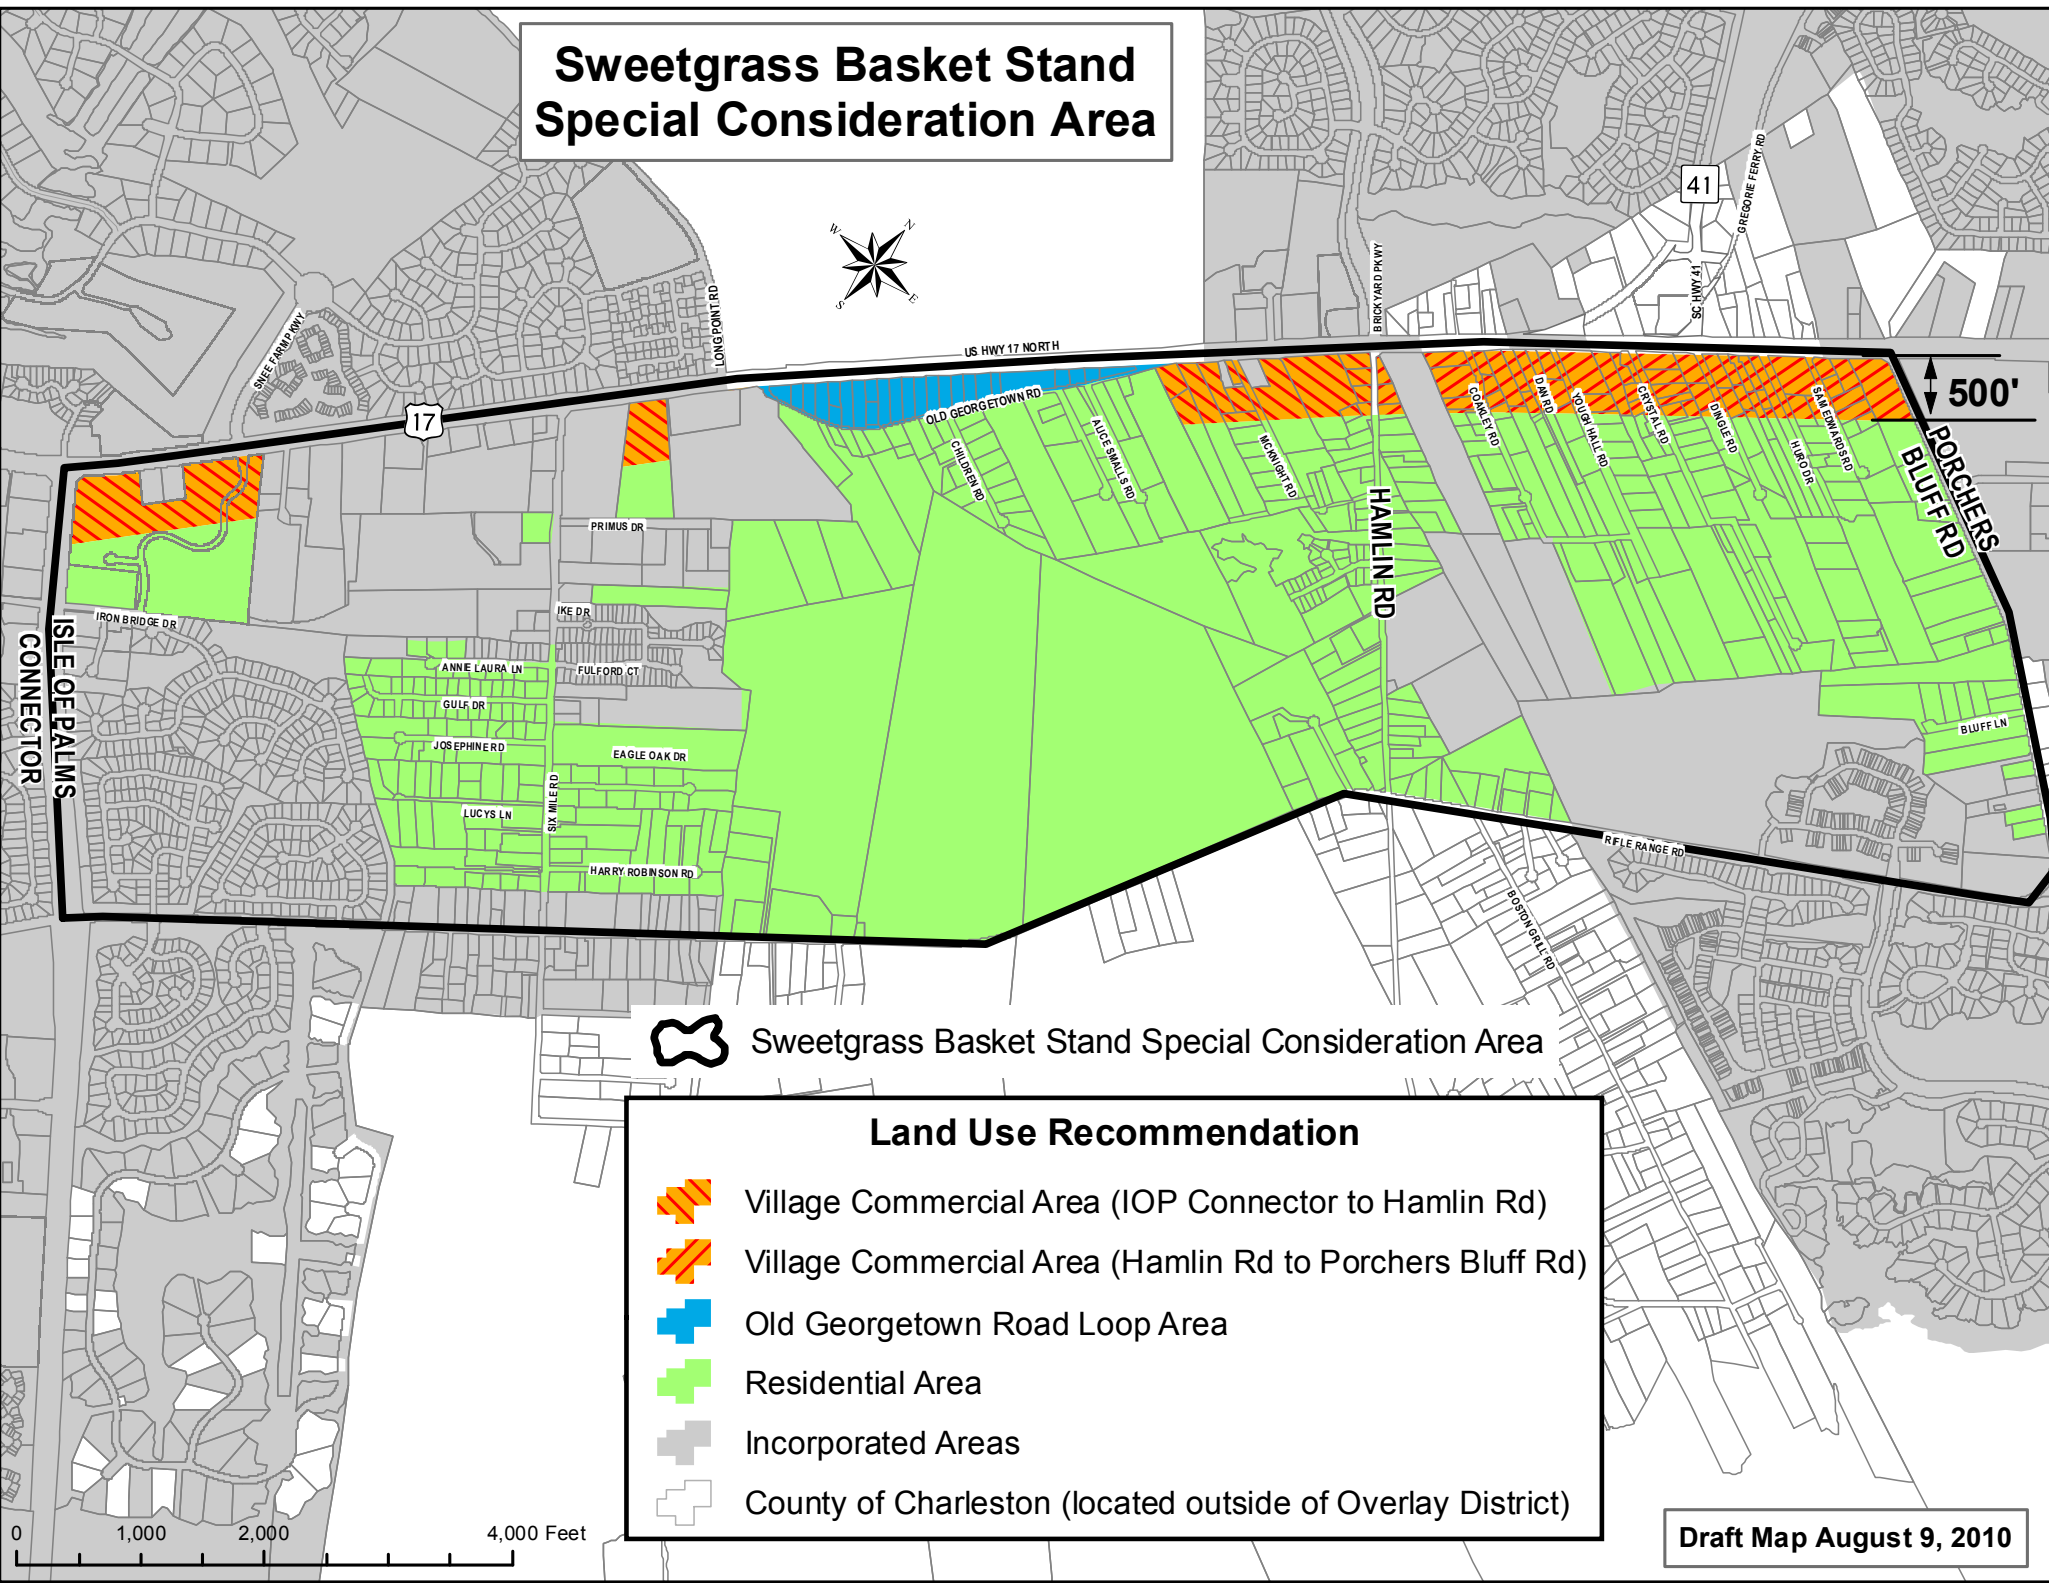 Sweetgrass Basket Stand
Special Consideration Area
W
N
S
E
41
GREGORIE FERRY RD
SC HWY 41
BRICKYARD PKWY
LONG POINT RD
SNEE FARM PKWY
US HWY 17 NORTH
17
OLD GEORGETOWN RD
500'
CHILDREN RD
ALICE SMALLS RD
MCKNIGHT RD
HAMLIN RD
COAKLEY RD
DAN RD
YOUGH HALL RD
CRYSTAL RD
DINGLE RD
HURO DR
SAM EDWARDS RD
PORCHERS
BLUFF RD
PRIMUS DR
IKE DR
FULFORD CT
IRON BRIDGE DR
ISLE OF PALMS
CONNECTOR
ANNIE LAURA LN
GULF DR
JOSEPHINE RD
EAGLE OAK DR
LUCYS LN
SIX MILE RD
HARRY ROBINSON RD
BLUFF LN
RIFLE RANGE RD
BOSTON GRILL RD
Sweetgrass Basket Stand Special Consideration Area
Land Use Recommendation
Village Commercial Area (IOP Connector to Hamlin Rd)
Village Commercial Area (Hamlin Rd to Porchers Bluff Rd)
Old Georgetown Road Loop Area
Residential Area
Incorporated Areas
County of Charleston (located outside of Overlay District)
0 1,000 2,000 4,000 Feet
Draft Map August 9, 2010